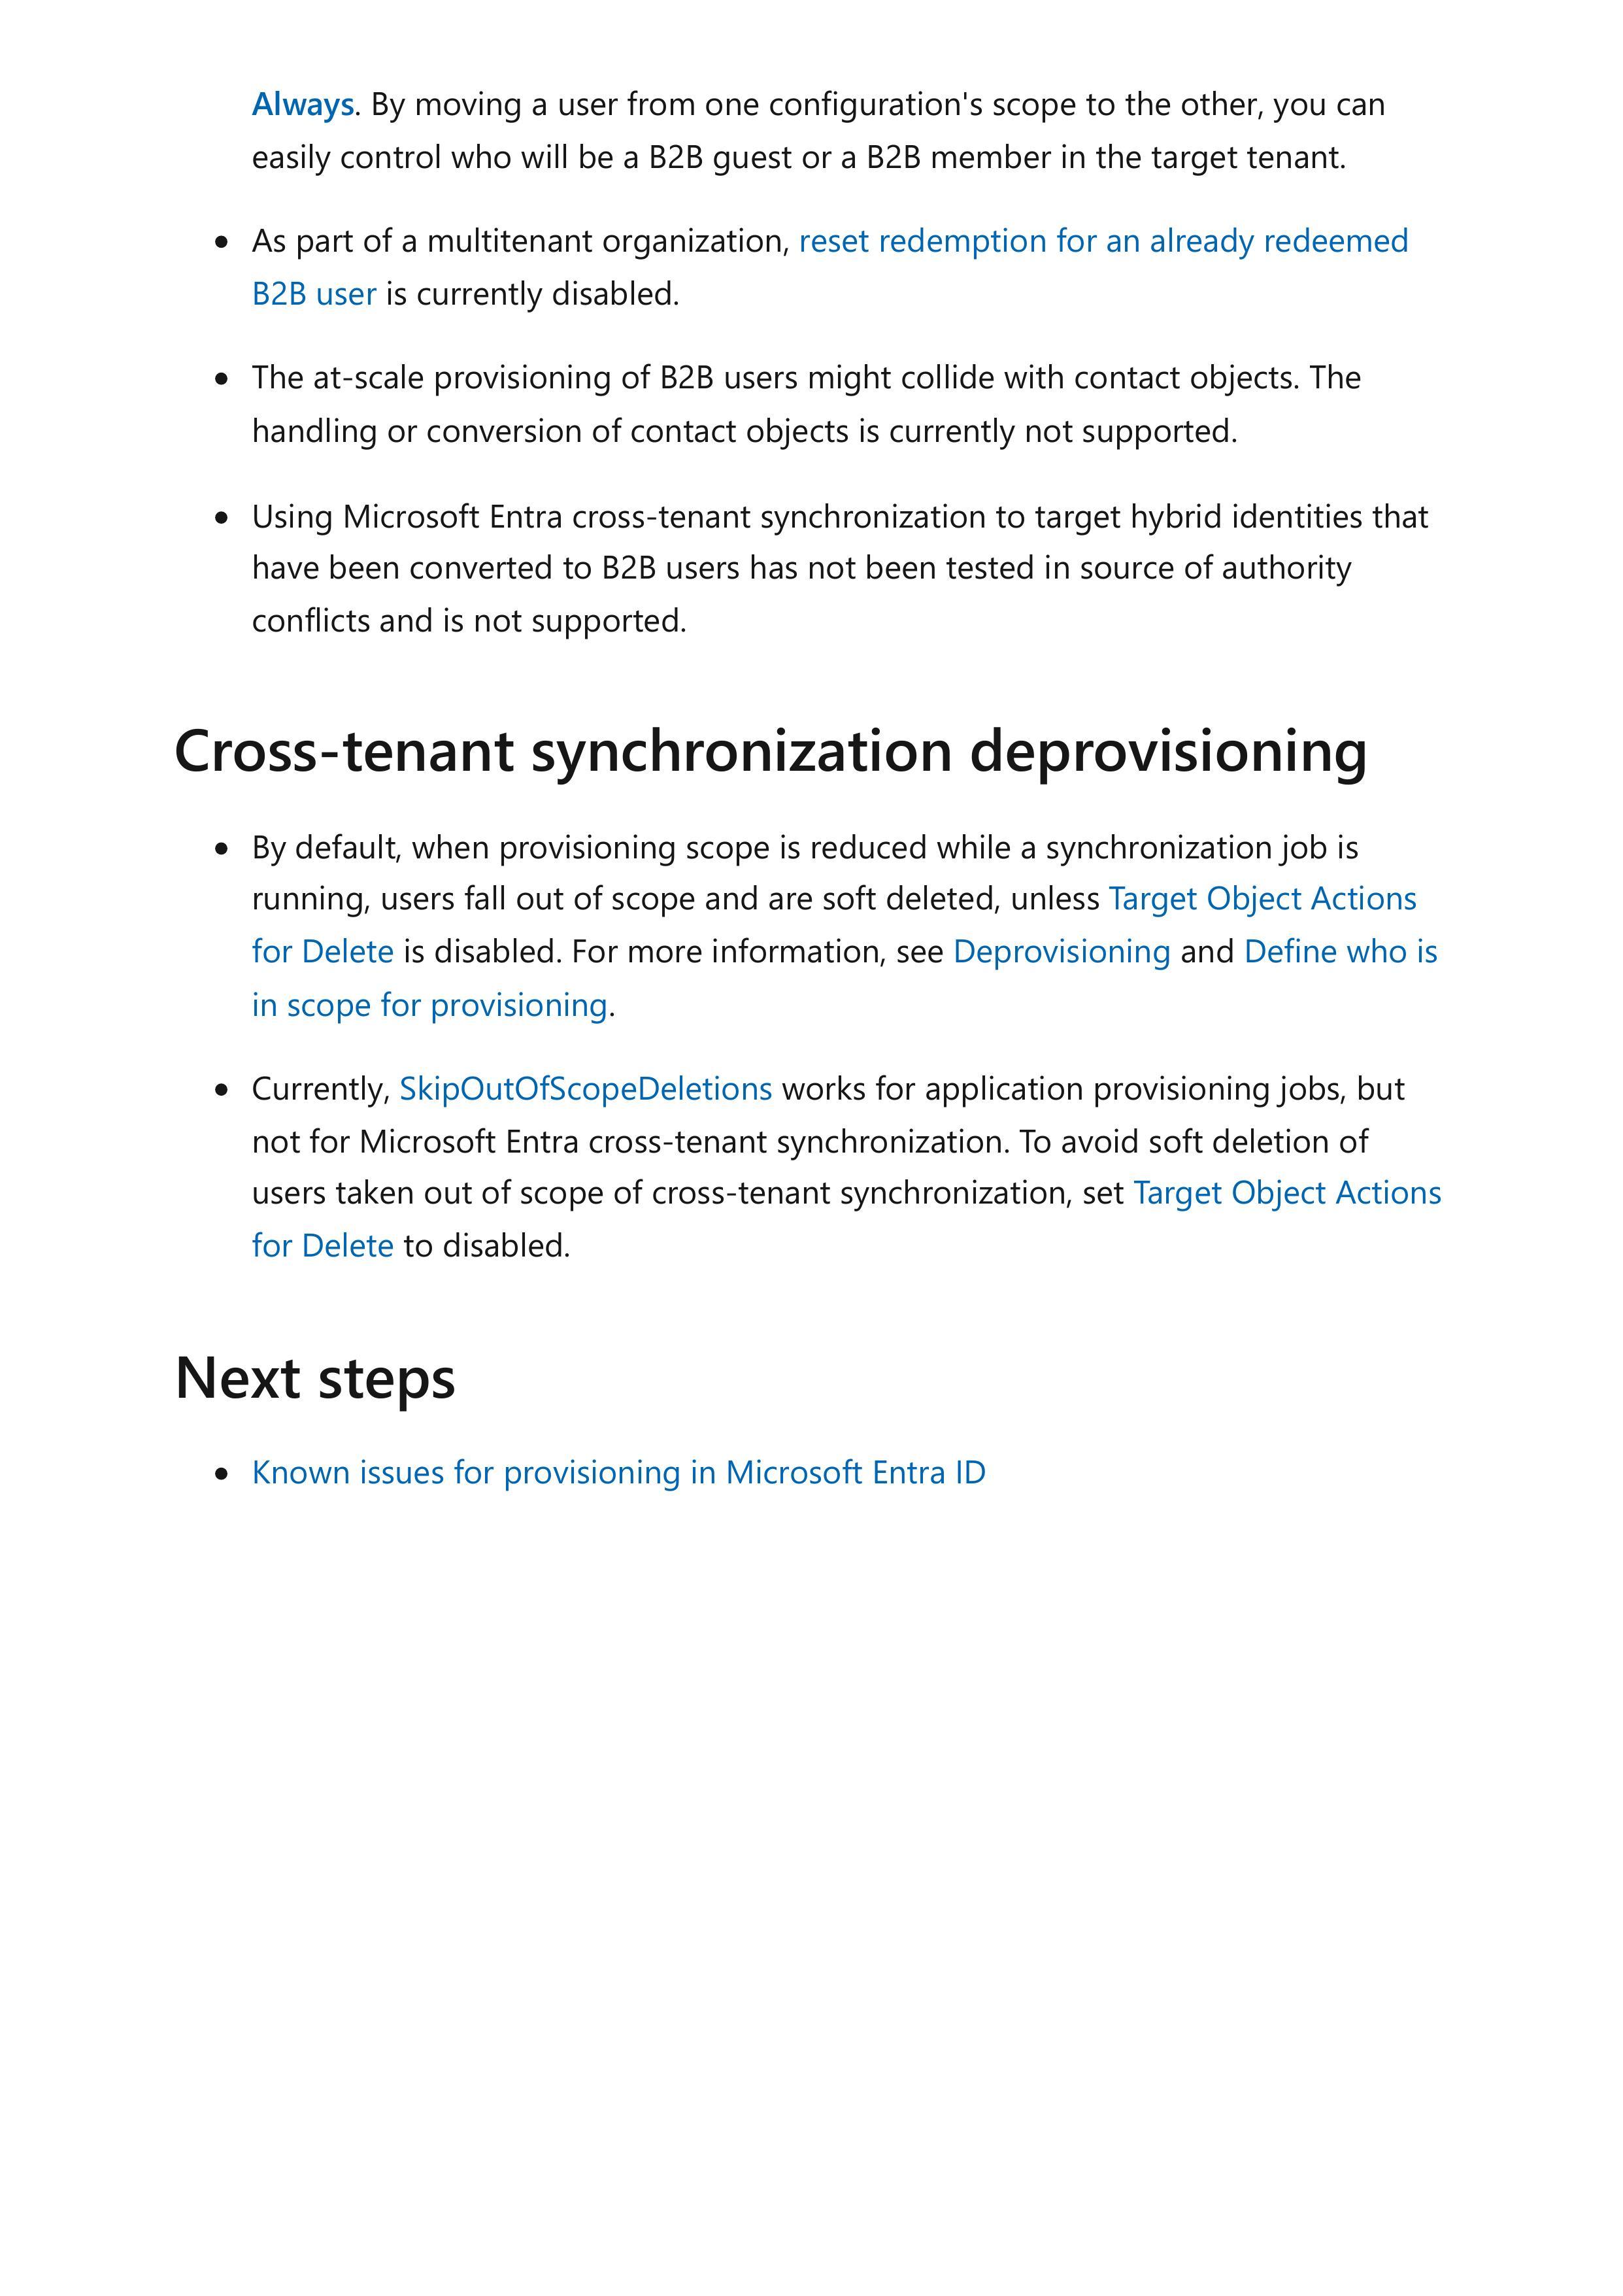 Always. By moving a user from one configuration's scope to the other, you can
easily control who will be a B2B guest or a B2B member in the target tenant.
• As part of a multitenant organization, reset redemption for an already redeemed
B2B user is currently disabled.
• The at-scale provisioning of B2B users might collide with contact objects. The
handling or conversion of contact objects is currently not supported.
• Using Microsoft Entra cross-tenant synchronization to target hybrid identities that
have been converted to B2B users has not been tested in source of authority
conflicts and is not supported.
Cross-tenant synchronization deprovisioning
• By default, when provisioning scope is reduced while a synchronization job is
running, users fall out of scope and are soft deleted, unless Target Object Actions
for Delete is disabled. For more information, see Deprovisioning and Define who is
in scope for provisioning.
• Currently, SkipOutOfScopeDeletions works for application provisioning jobs, but
not for Microsoft Entra cross-tenant synchronization. To avoid soft deletion of
users taken out of scope of cross-tenant synchronization, set Target Object Actions
for Delete to disabled.
Next steps
• Known issues for provisioning in Microsoft Entra ID